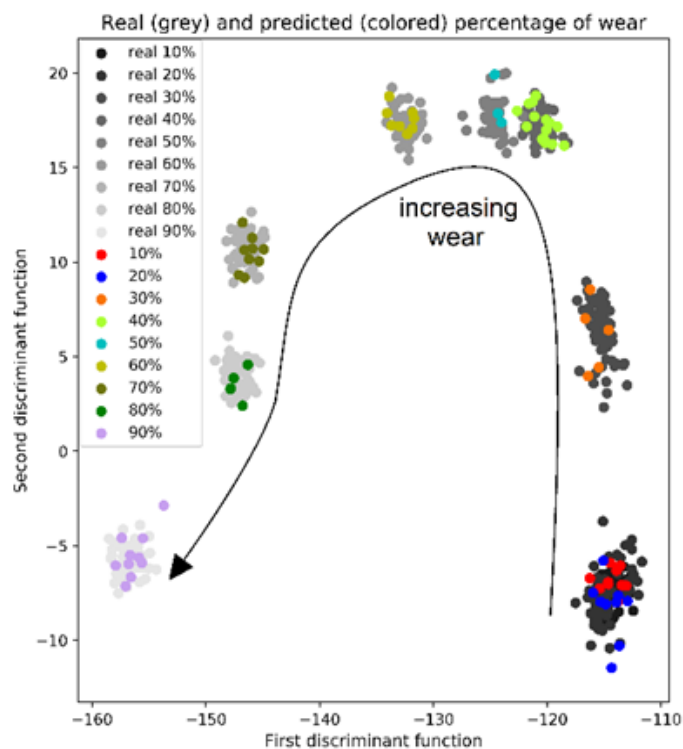 Real (grey) and predicted (colored) percentage of wear
real 10%
real 20%
real 30%
real 40%
real 50%
real 60%
real 70%
real 80%
real 90%
10%
20%
30%
40%
50%
60%
70%
80%
90%
increasing
wear
Second discriminant function
20
15
10
5
0
−5
−10
−160
−150
−140
−130
−120
−110
First discriminant function